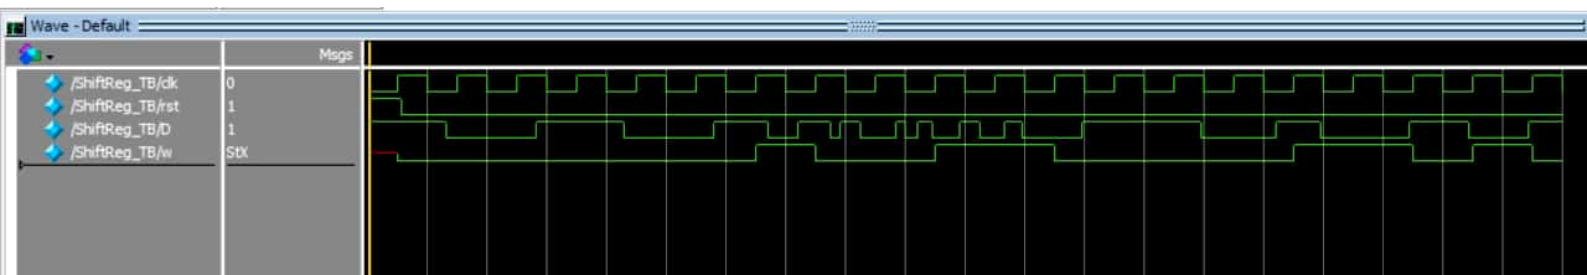 Wave - Default
Msgs
/ShiftReg_TB/clk 0
/ShiftReg_TB/rst 1
/ShiftReg_TB/D 1
/ShiftReg_TB/w StX